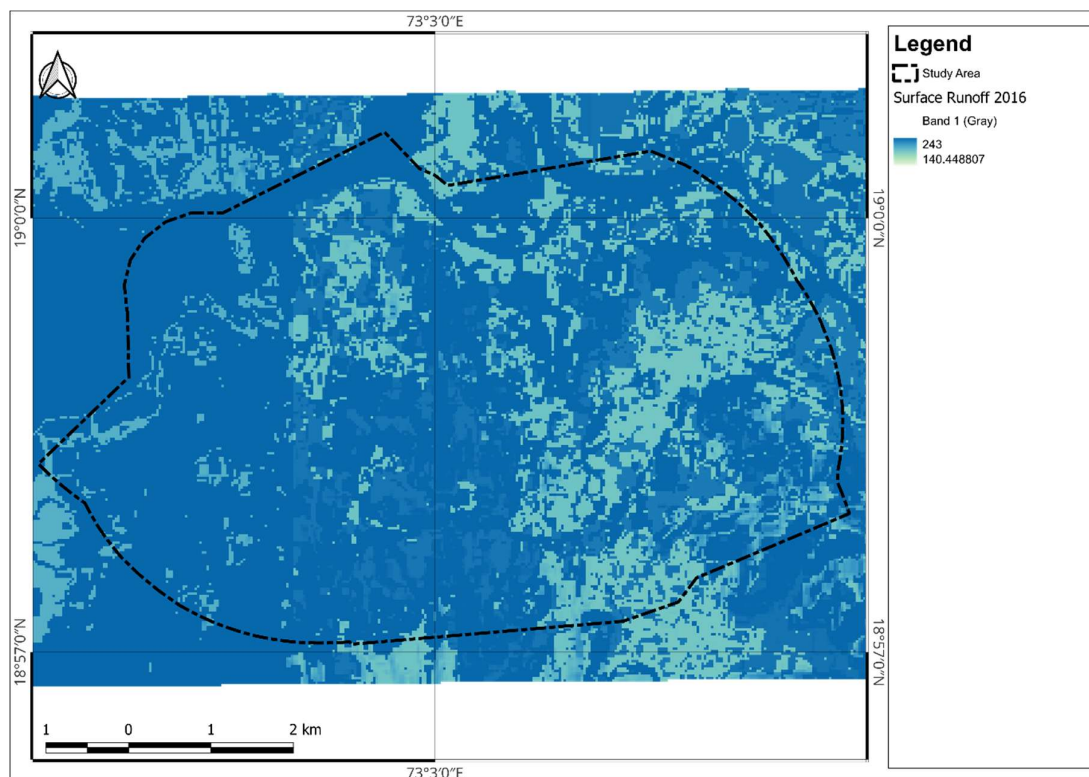 73°3′0″E
Legend
Study Area
Surface Runoff 2016
Band 1 (Gray)
243
140.448807
19°0′0″N
19°0′0″N
18°57′0″N
18°57′0″N
1 0 1 2 km
73°3′0″E